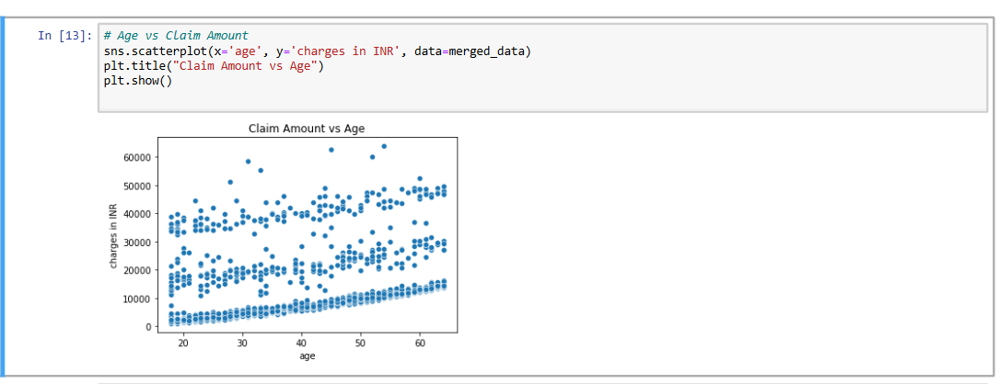 In [13]: # Age vs Claim Amount
sns.scatterplot(x='age', y='charges in INR', data=merged_data)
plt.title("Claim Amount vs Age")
plt.show()
Claim Amount vs Age
60000
50000
40000
30000
20000
10000
0
charges in INR
20 30 40 50 60
age